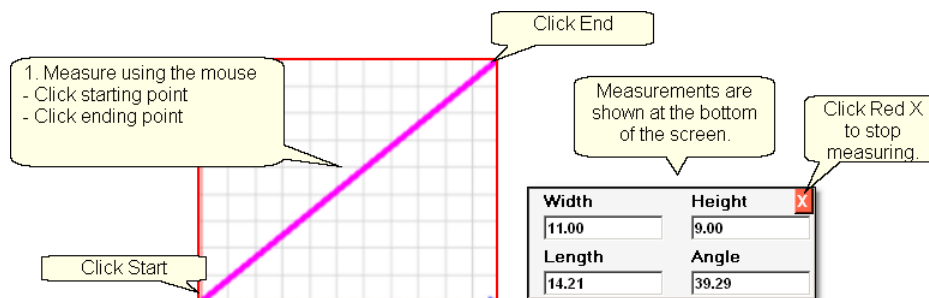 Click End
1. Measure using the mouse
- Click starting point
- Click ending point
Measurements are
shown at the bottom
of the screen.
Click Red X
to stop
measuring.
Click Start
Width
Height
X
11.00
9.00
Length
Angle
14.21
39.29